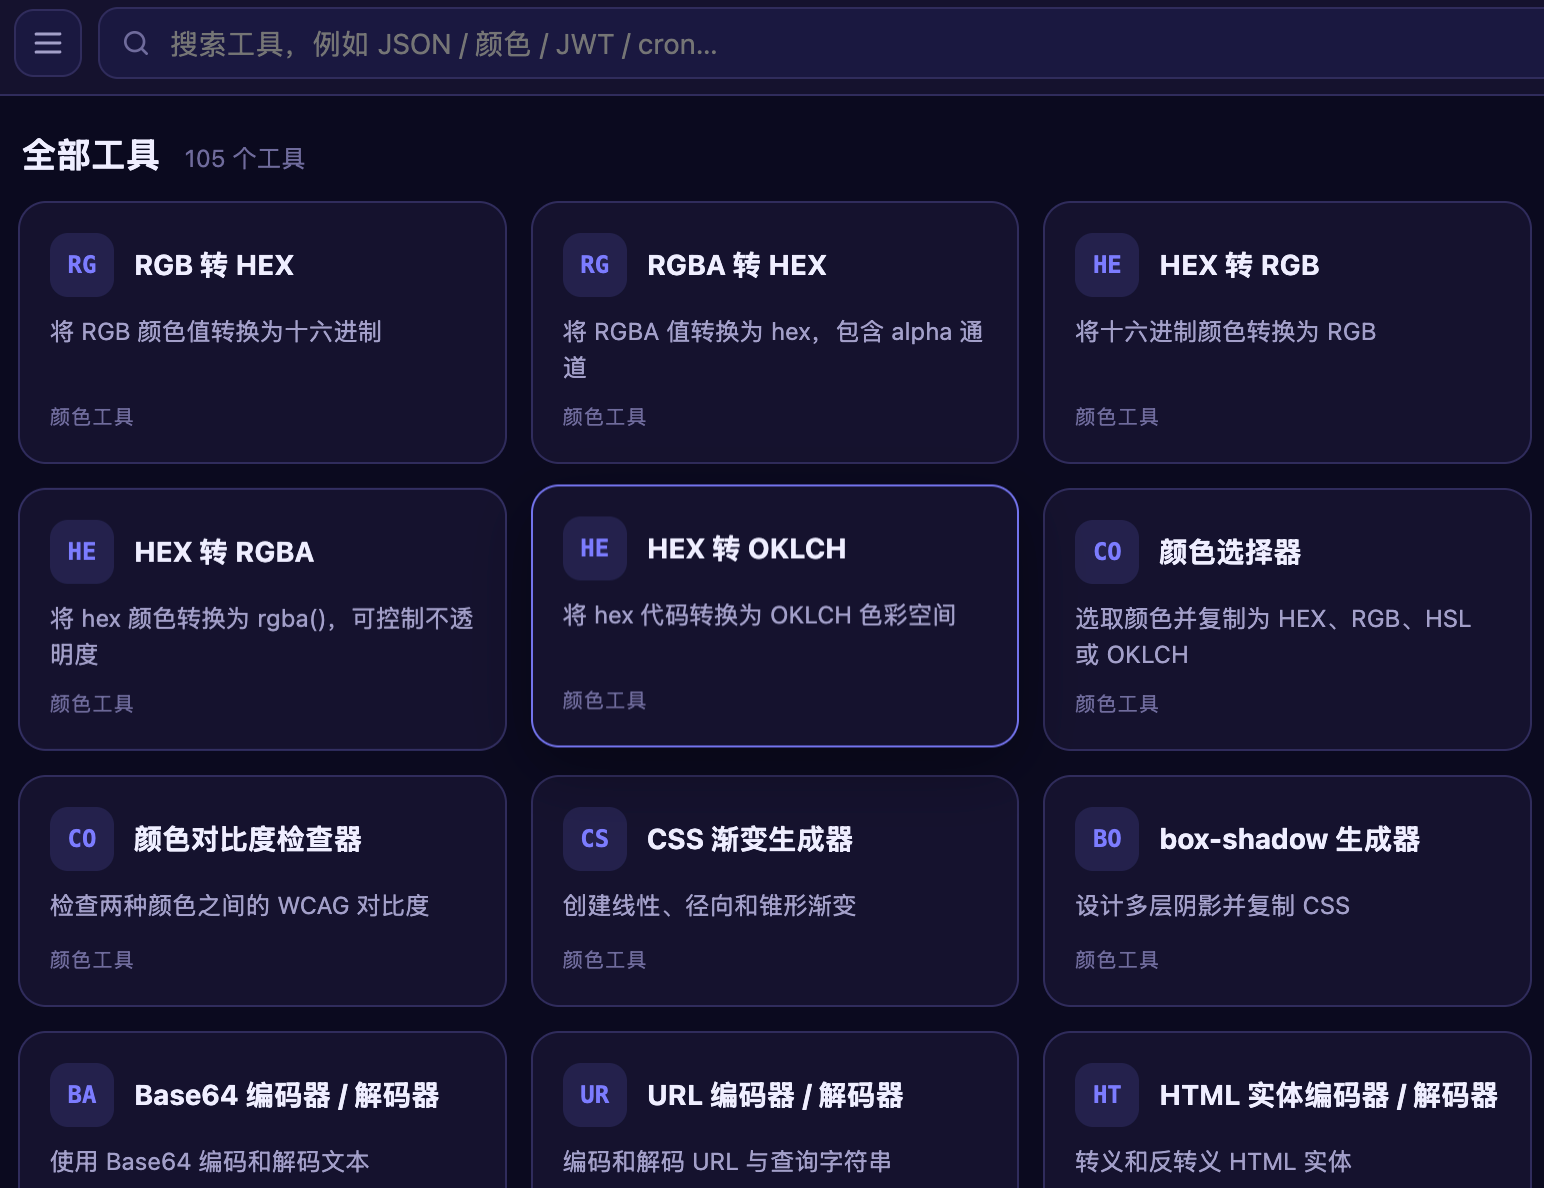 搜索工具，例如 JSON / 颜色 / JWT / cron...
全部工具 105 个工具
RG RGB 转 HEX
将 RGB 颜色值转换为十六进制
颜色工具
RG RGBA 转 HEX
将 RGBA 值转换为 hex，包含 alpha 通
道
颜色工具
HE HEX 转 RGB
将十六进制颜色转换为 RGB
颜色工具
HE HEX 转 RGBA
将 hex 颜色转换为 rgba()，可控制不透
明度
颜色工具
HE HEX 转 OKLCH
将 hex 代码转换为 OKLCH 色彩空间
颜色工具
CO 颜色选择器
选取颜色并复制为 HEX、RGB、HSL
或 OKLCH
颜色工具
CO 颜色对比度检查器
检查两种颜色之间的 WCAG 对比度
颜色工具
CS CSS 渐变生成器
创建线性、径向和锥形渐变
颜色工具
BO box-shadow 生成器
设计多层阴影并复制 CSS
颜色工具
BA Base64 编码器 / 解码器
使用 Base64 编码和解码文本
UR URL 编码器 / 解码器
编码和解码 URL 与查询字符串
HT HTML 实体编码器 / 解码器
转义和反转义 HTML 实体